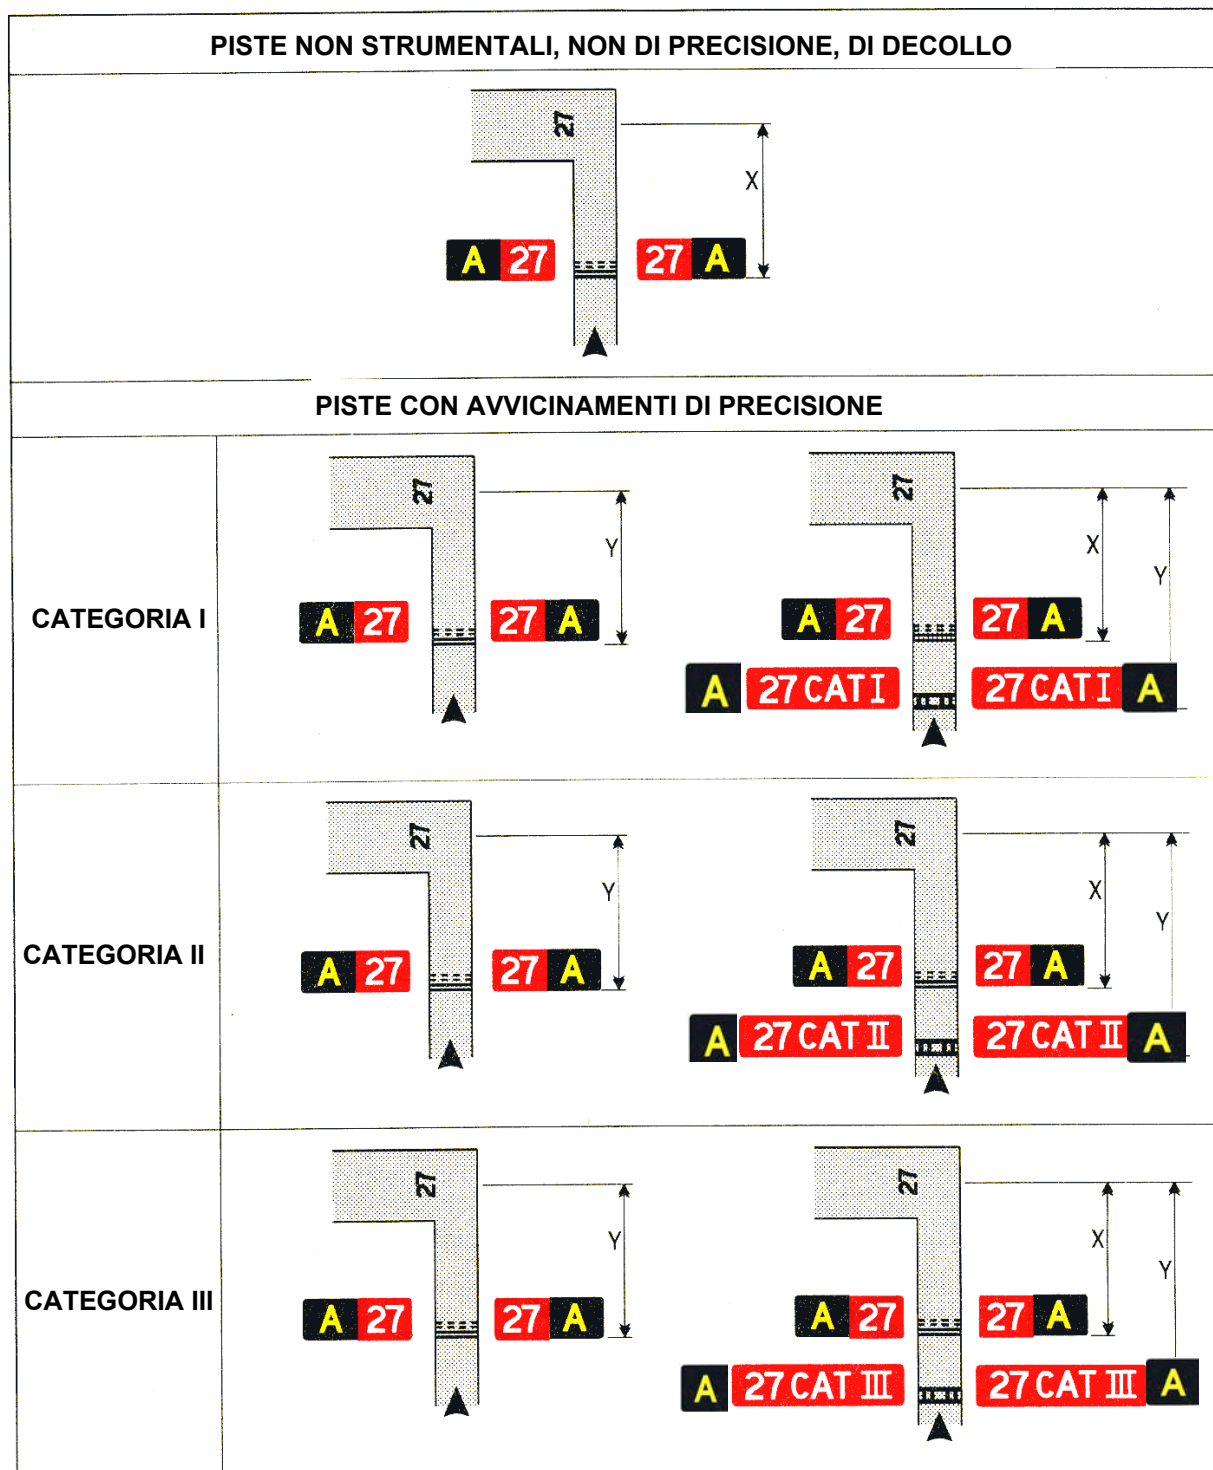 PISTE NON STRUMENTALI, NON DI PRECISIONE, DI DECOLLO
27
X
A 27 27 A
PISTE CON AVVICINAMENTI DI PRECISIONE
CATEGORIA I
27
Y
A 27 27 A
27
X
Y
A 27 27 A
A 27 CAT I 27 CAT I A
CATEGORIA II
27
Y
A 27 27 A
27
X
Y
A 27 27 A
A 27 CAT II 27 CAT II A
CATEGORIA III
27
Y
A 27 27 A
27
X
Y
A 27 27 A
A 27 CAT III 27 CAT III A